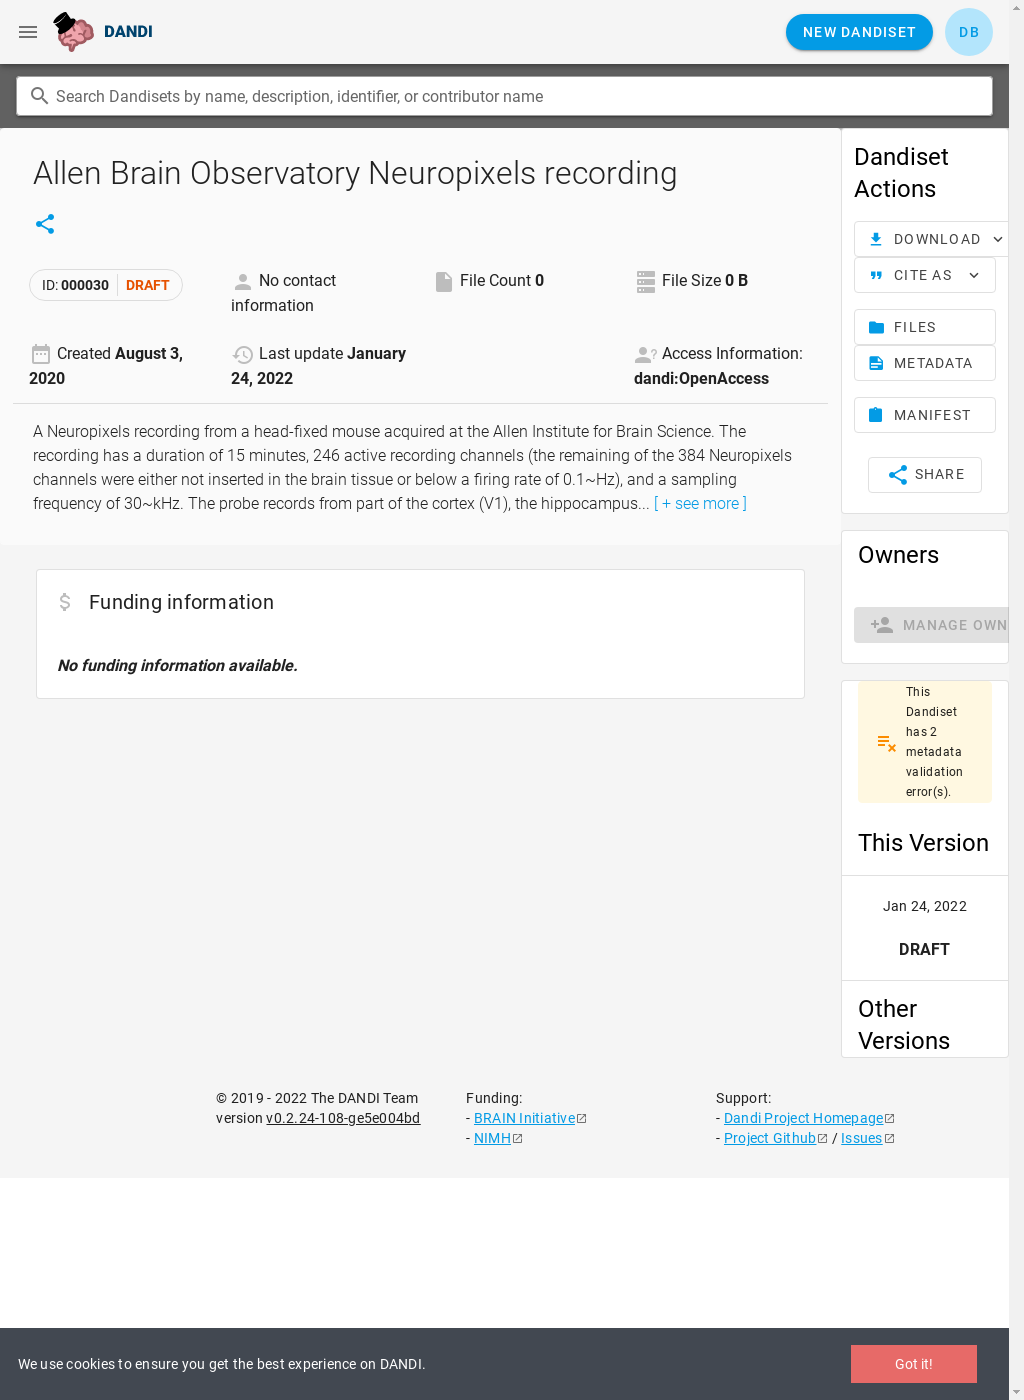 DANDI
NEW DANDISET
DB
Search Dandisets by name, description, identifier, or contributor name
Allen Brain Observatory Neuropixels recording
ID: 000030 DRAFT
No contact information
File Count 0
File Size 0 B
Created August 3, 2020
Last update January 24, 2022
Access Information: dandi:OpenAccess
A Neuropixels recording from a head-fixed mouse acquired at the Allen Institute for Brain Science. The
recording has a duration of 15 minutes, 246 active recording channels (the remaining of the 384 Neuropixels
channels were either not inserted in the brain tissue or below a firing rate of 0.1~Hz), and a sampling
frequency of 30~kHz. The probe records from part of the cortex (V1), the hippocampus... [ + see more ]
Funding information
No funding information available.
Dandiset
Actions
DOWNLOAD
CITE AS
FILES
METADATA
MANIFEST
SHARE
Owners
MANAGE OWN
This
Dandiset
has 2
metadata
validation
error(s).
This Version
Jan 24, 2022
DRAFT
Other
Versions
© 2019 - 2022 The DANDI Team
version v0.2.24-108-ge5e004bd
Funding:
- BRAIN Initiative
- NIMH
Support:
- Dandi Project Homepage
- Project Github / Issues
We use cookies to ensure you get the best experience on DANDI.
Got it!